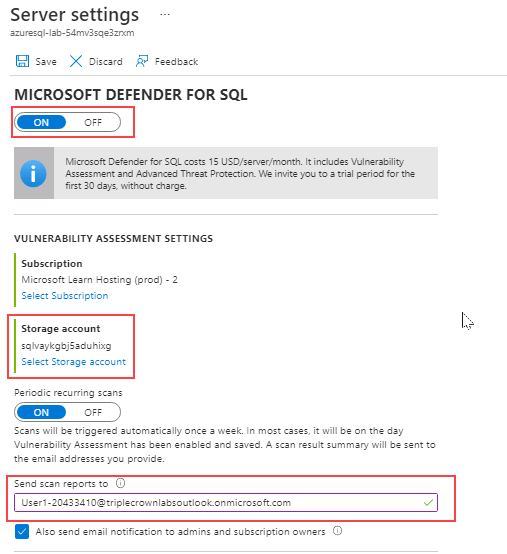 Server settings ...
azuresql-lab-54mv3sqe3zrxm
Save Discard Feedback
MICROSOFT DEFENDER FOR SQL
ON OFF
Microsoft Defender for SQL costs 15 USD/server/month. It includes Vulnerability
Assessment and Advanced Threat Protection. We invite you to a trial period for the
first 30 days, without charge.
VULNERABILITY ASSESSMENT SETTINGS
Subscription
Microsoft Learn Hosting (prod) - 2
Select Subscription
Storage account
sqlvaykgbj5aduhixg
Select Storage account
Periodic recurring scans
ON OFF
Scans will be triggered automatically once a week. In most cases, it will be on the day
Vulnerability Assessment has been enabled and saved. A scan result summary will be sent to
the email addresses you provide.
Send scan reports to
User1-20433410@triplecrownlabsoutlook.onmicrosoft.com
Also send email notification to admins and subscription owners